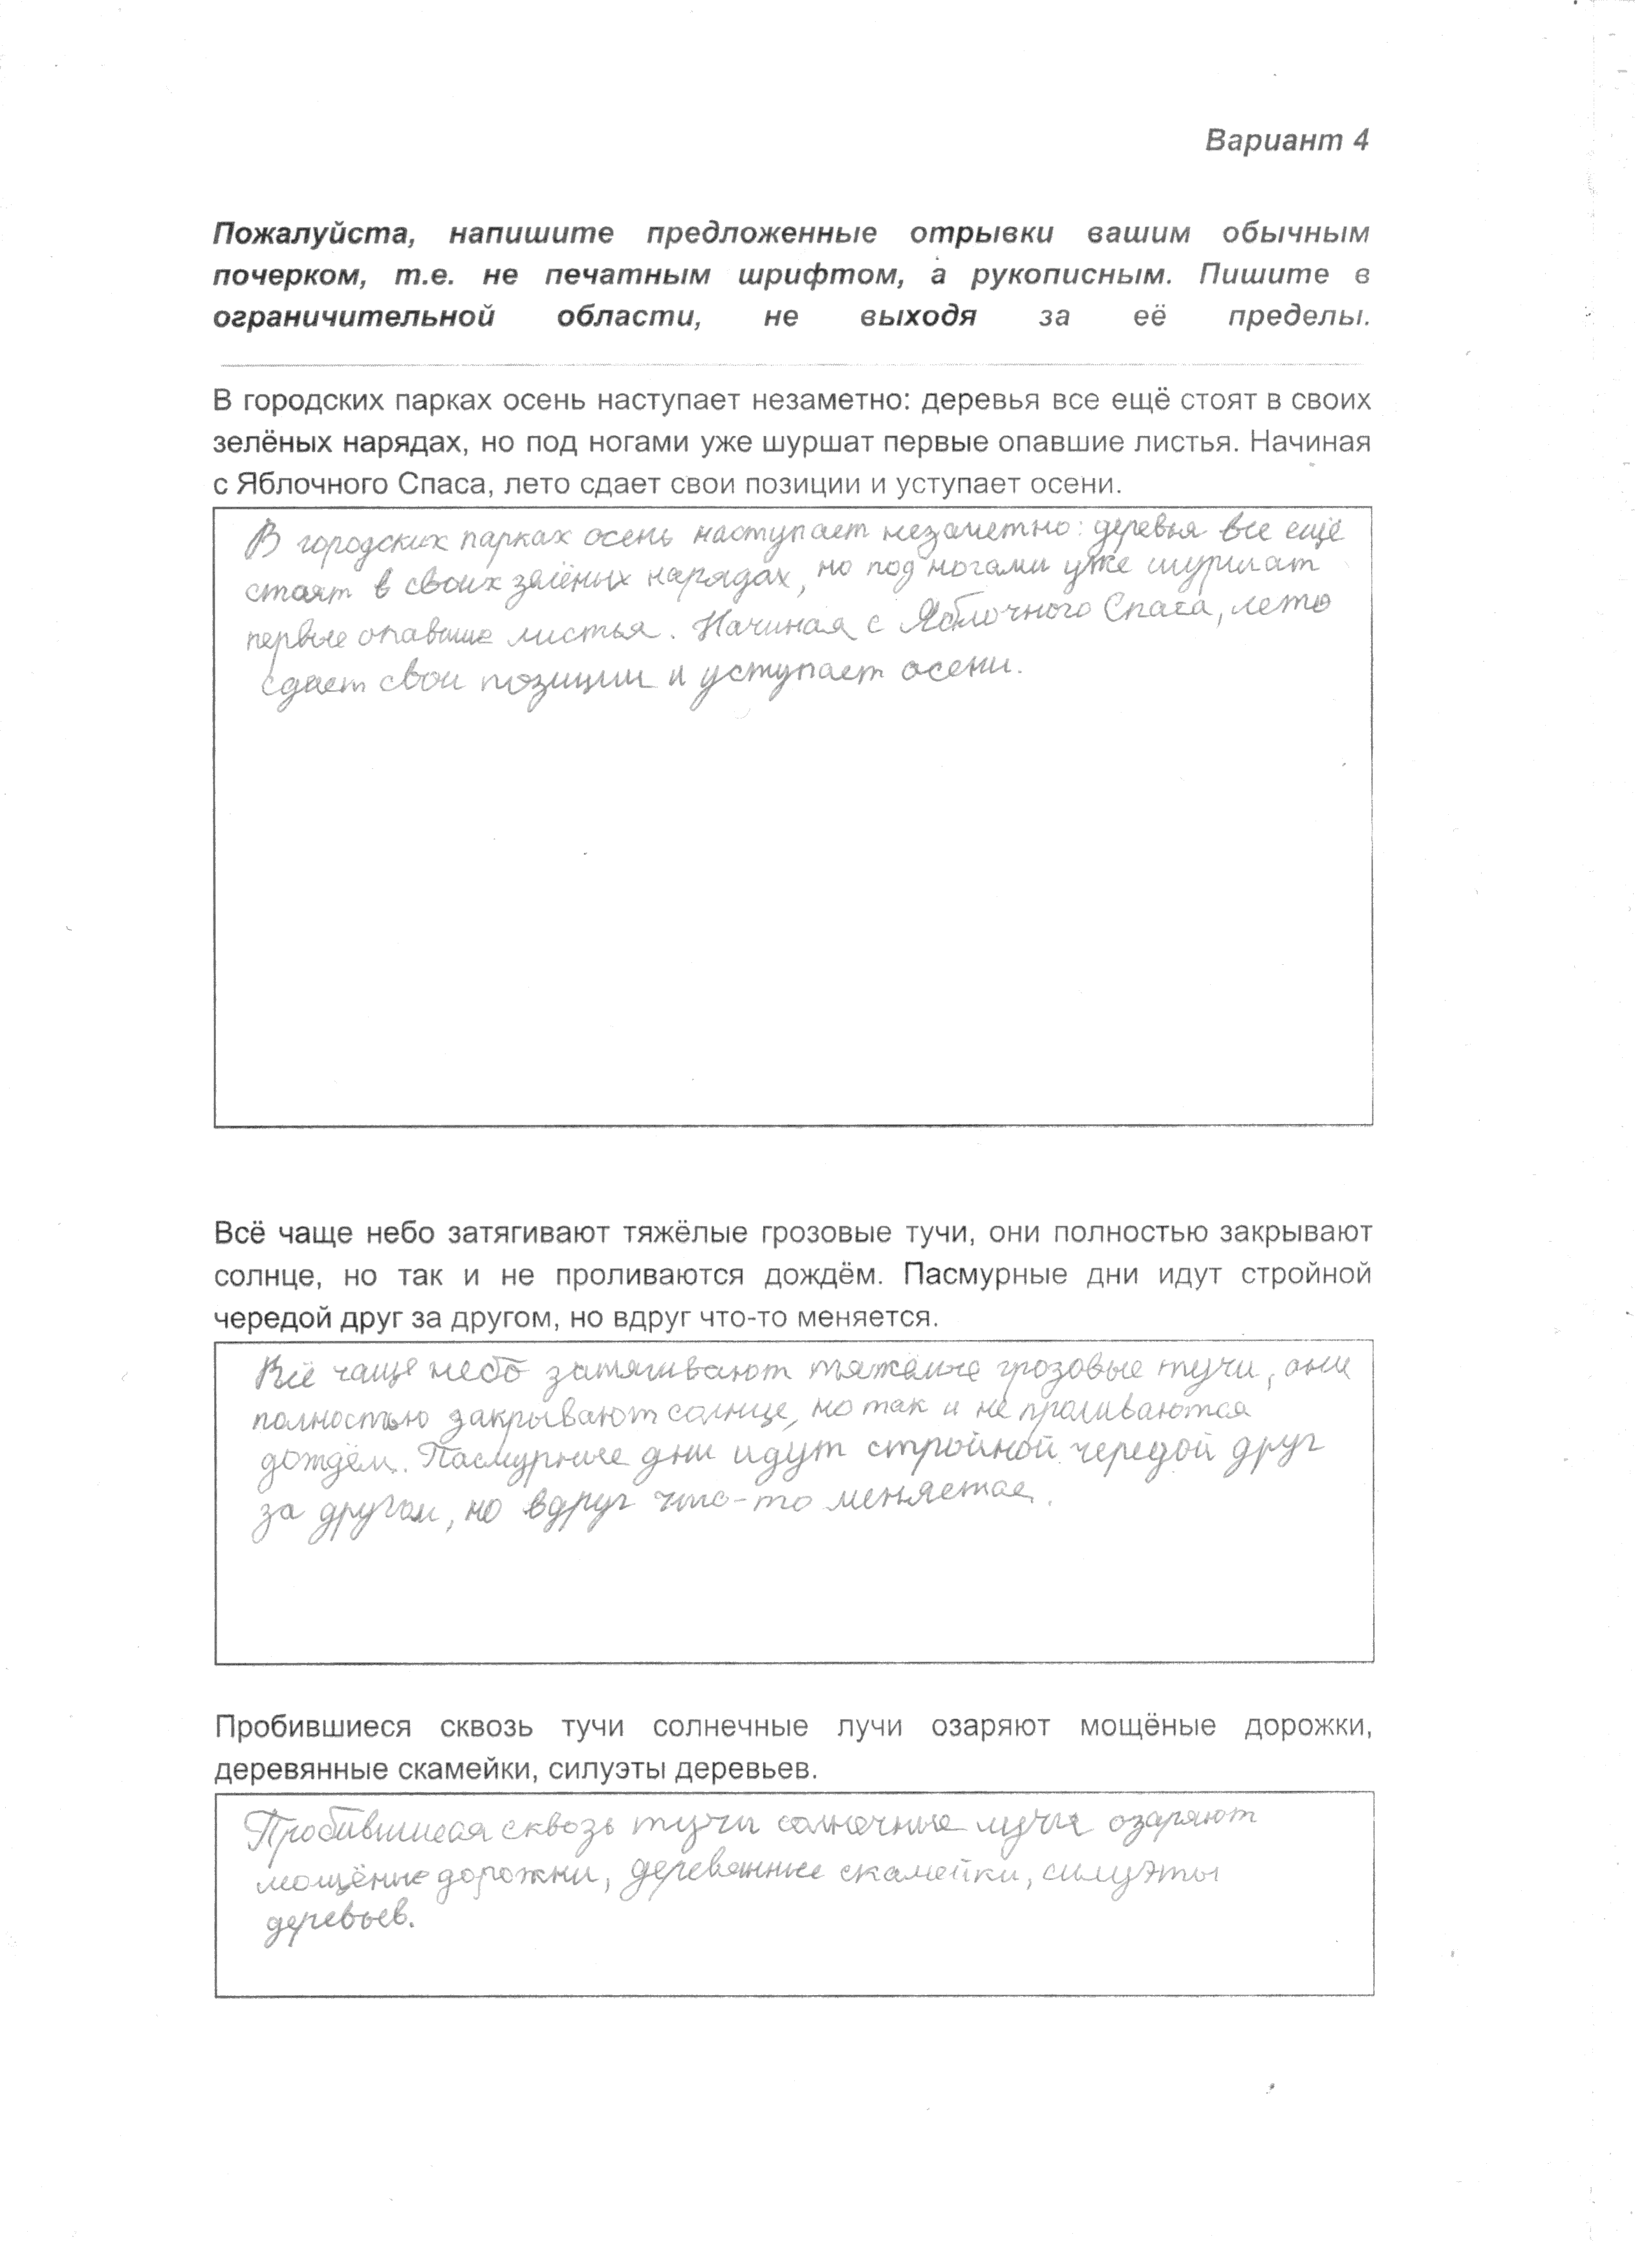 Вариант 4
Пожалуйста, напишите предложенные отрывки вашим обычным
почерком, т.е. не печатным шрифтом, а рукописным. Пишите в
ограничительной области, не выходя за её пределы.
В городских парках осень наступает незаметно: деревья все ещё стоят в своих
зелёных нарядах, но под ногами уже шуршат первые опавшие листья. Начиная
с Яблочного Спаса, лето сдает свои позиции и уступает осени.
В городских парках осень наступает незаметно: деревья все ещё
стоят в своих зелёных нарядах, но под ногами уже шуршат
первые опавшие листья. Начиная с Яблочного Спаса, лето
сдает свои позиции и уступает осени.
Всё чаще небо затягивают тяжёлые грозовые тучи, они полностью закрывают
солнце, но так и не проливаются дождём. Пасмурные дни идут стройной
чередой друг за другом, но вдруг что-то меняется.
Всё чаще небо затягивают тяжёлые грозовые тучи, они
полностью закрывают солнце, но так и не проливаются
дождём. Пасмурные дни идут стройной чередой друг
за другом, но вдруг что-то меняется.
Пробившиеся сквозь тучи солнечные лучи озаряют мощёные дорожки,
деревянные скамейки, силуэты деревьев.
Пробившиеся сквозь тучи солнечные лучи озаряют
мощёные дорожки, деревянные скамейки, силуэты
деревьев.